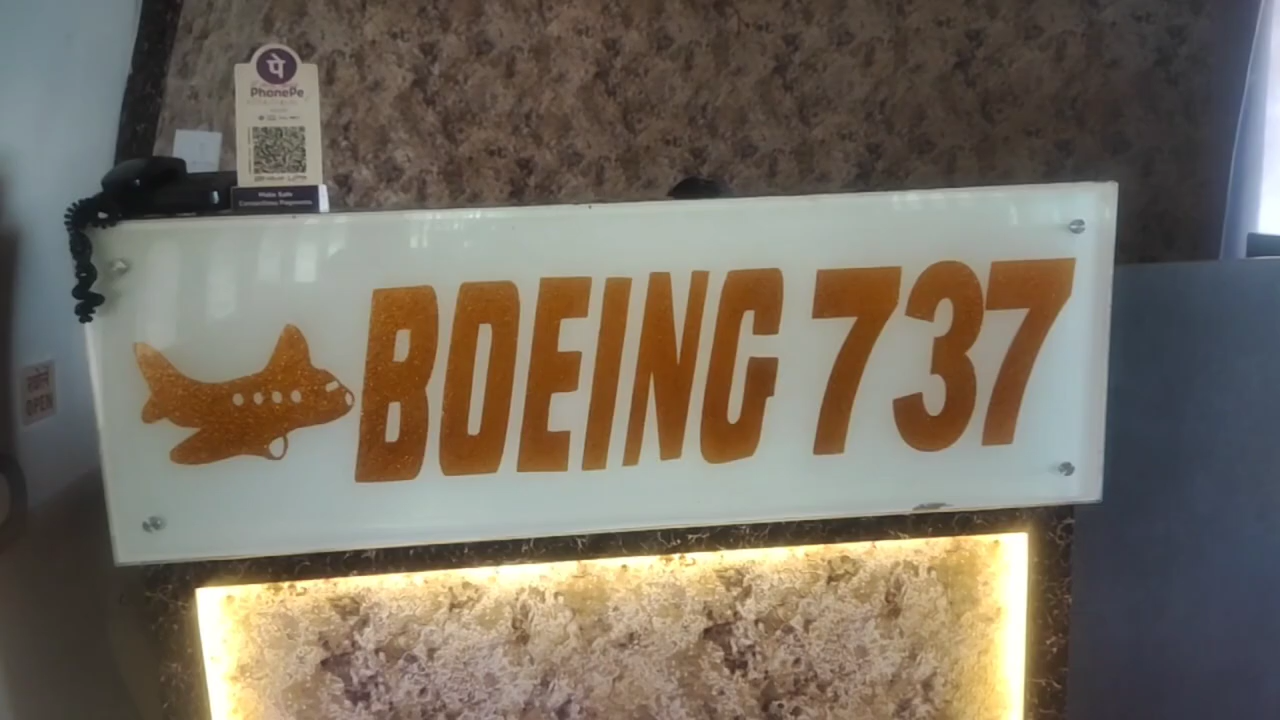 पे
PhonePe
Make Safe
Contactless Payments
BOEING 737
OPEN